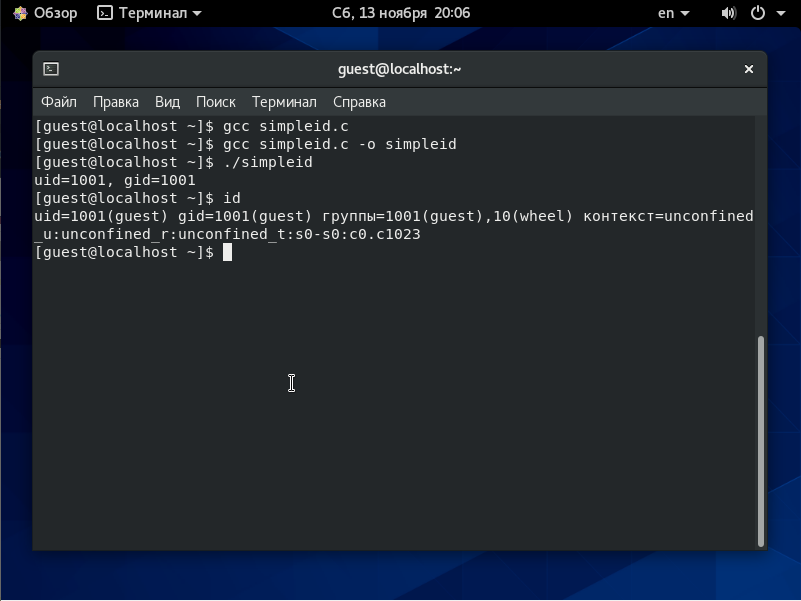 Обзор Терминал Сб, 13 ноября 20:06 en
guest@localhost:~
Файл Правка Вид Поиск Терминал Справка
[guest@localhost ~]$ gcc simpleid.c
[guest@localhost ~]$ gcc simpleid.c -o simpleid
[guest@localhost ~]$ ./simpleid
uid=1001, gid=1001
[guest@localhost ~]$ id
uid=1001(guest) gid=1001(guest) группы=1001(guest),10(wheel) контекст=unconfined
_u:unconfined_r:unconfined_t:s0-s0:c0.c1023
[guest@localhost ~]$